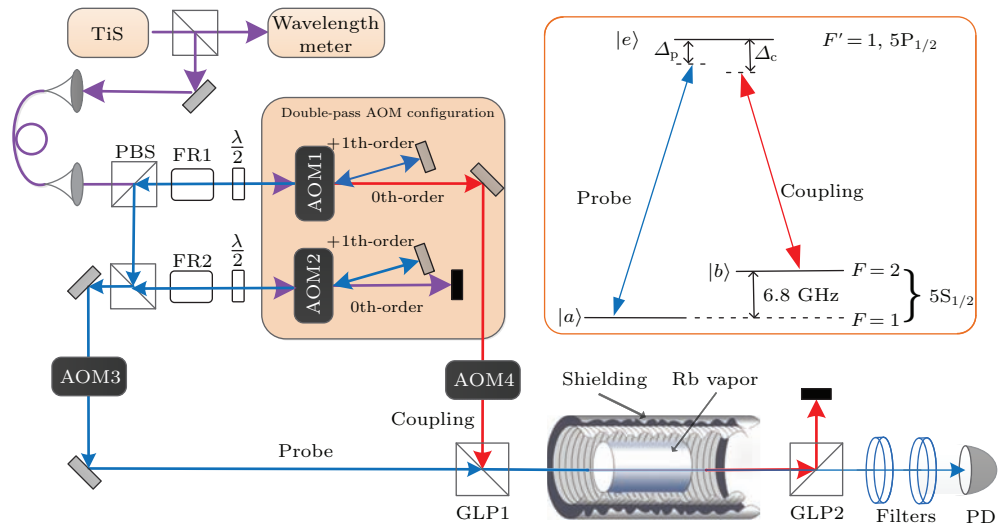 TiS
Wavelength
meter
|e⟩
F′ = 1, 5P1/2
Δp
Δc
Double-pass AOM configuration
PBS
FR1
λ/2
AOM1
+1th-order
0th-order
Probe
Coupling
FR2
λ/2
AOM2
+1th-order
0th-order
|b⟩
F = 2
6.8 GHz
5S1/2
|a⟩
F = 1
AOM3
AOM4
Shielding
Rb vapor
Coupling
Probe
GLP1
GLP2
Filters
PD